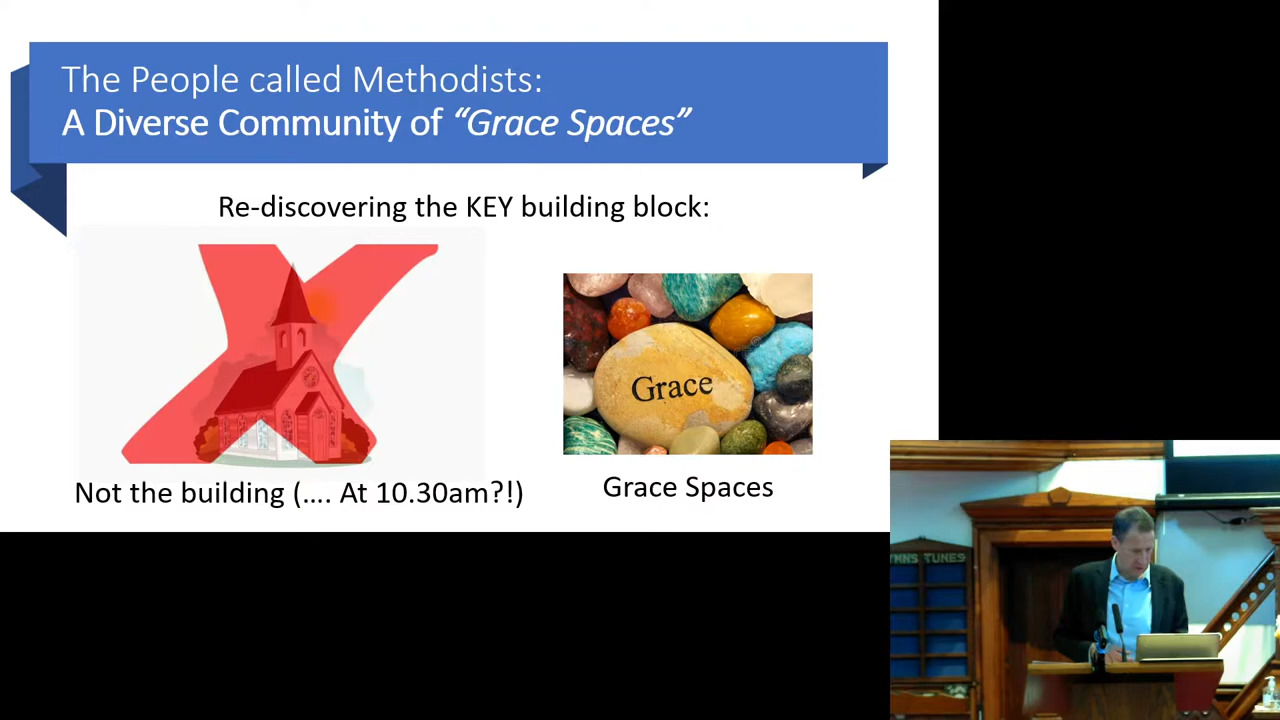 The People called Methodists:
A Diverse Community of “Grace Spaces”
Re-discovering the KEY building block:
Grace
Not the building (.... At 10.30am?!)
Grace Spaces
TUNES